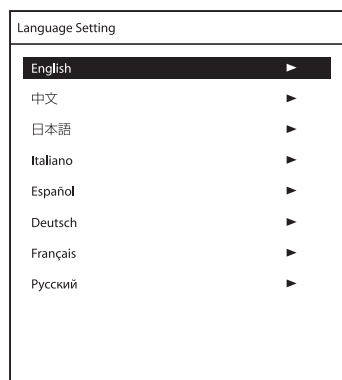 Language Setting
English
中文
日本語
Italiano
Español
Deutsch
Français
Русский